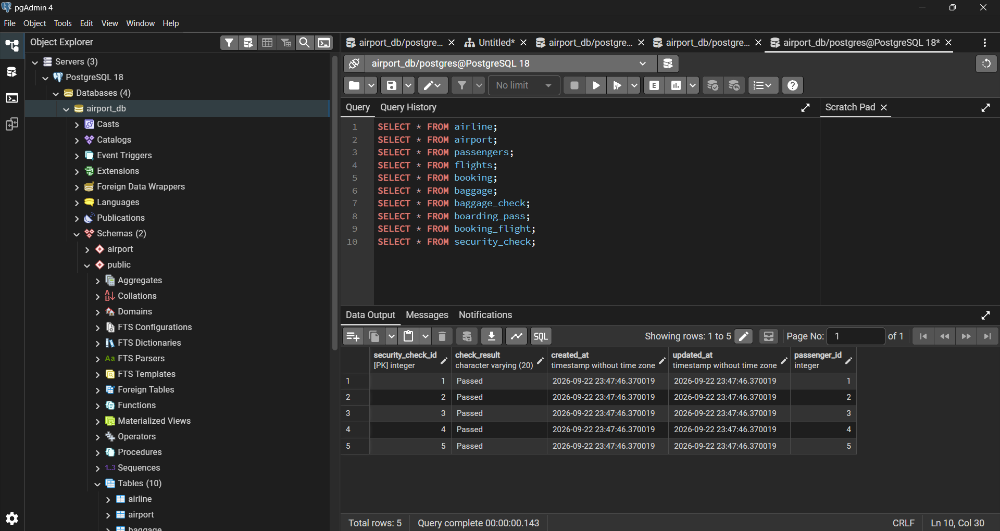 pgAdmin 4
File Object Tools Edit View Window Help
Object Explorer
Servers (3)
PostgreSQL 18
Databases (4)
airport_db
Casts
Catalogs
Event Triggers
Extensions
Foreign Data Wrappers
Languages
Publications
Schemas (2)
airport
public
Aggregates
Collations
Domains
FTS Configurations
FTS Dictionaries
FTS Parsers
FTS Templates
Foreign Tables
Functions
Materialized Views
Operators
Procedures
1..3 Sequences
Tables (10)
airline
airport
baggage
airport_db/postgre... Untitled* airport_db/postgre... airport_db/postgre... airport_db/postgres@PostgreSQL 18*
airport_db/postgres@PostgreSQL 18
No limit
Query Query History
Scratch Pad
1 SELECT * FROM airline;
2 SELECT * FROM airport;
3 SELECT * FROM passengers;
4 SELECT * FROM flights;
5 SELECT * FROM booking;
6 SELECT * FROM baggage;
7 SELECT * FROM baggage_check;
8 SELECT * FROM boarding_pass;
9 SELECT * FROM booking_flight;
10 SELECT * FROM security_check;
Data Output Messages Notifications
SQL Showing rows: 1 to 5 Page No: 1 of 1
security_check_id check_result created_at updated_at passenger_id
[PK] integer character varying (20) timestamp without time zone timestamp without time zone integer
1 1 Passed 2026-09-22 23:47:46.370019 2026-09-22 23:47:46.370019 1
2 2 Passed 2026-09-22 23:47:46.370019 2026-09-22 23:47:46.370019 2
3 3 Passed 2026-09-22 23:47:46.370019 2026-09-22 23:47:46.370019 3
4 4 Passed 2026-09-22 23:47:46.370019 2026-09-22 23:47:46.370019 4
5 5 Passed 2026-09-22 23:47:46.370019 2026-09-22 23:47:46.370019 5
Total rows: 5 Query complete 00:00:00.143 CRLF Ln 10, Col 30